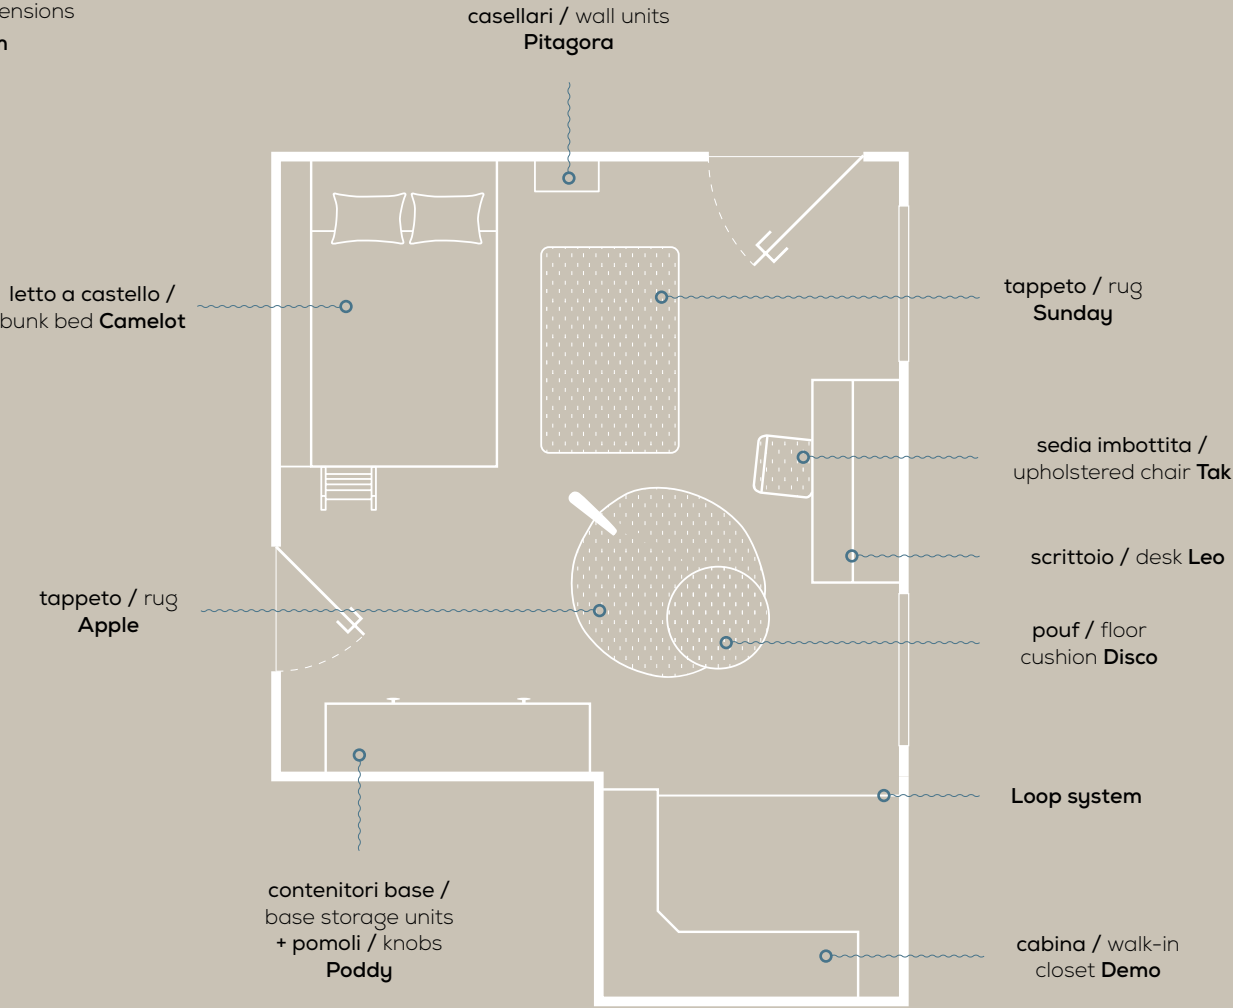 casellari / wall units
Pitagora
letto a castello /
bunk bed Camelot
tappeto / rug
Sunday
sedia imbottita /
upholstered chair Tak
scrittoio / desk Leo
tappeto / rug
Apple
pouf / floor
cushion Disco
Loop system
contenitori base /
base storage units
+ pomoli / knobs
Poddy
cabina / walk-in
closet Demo